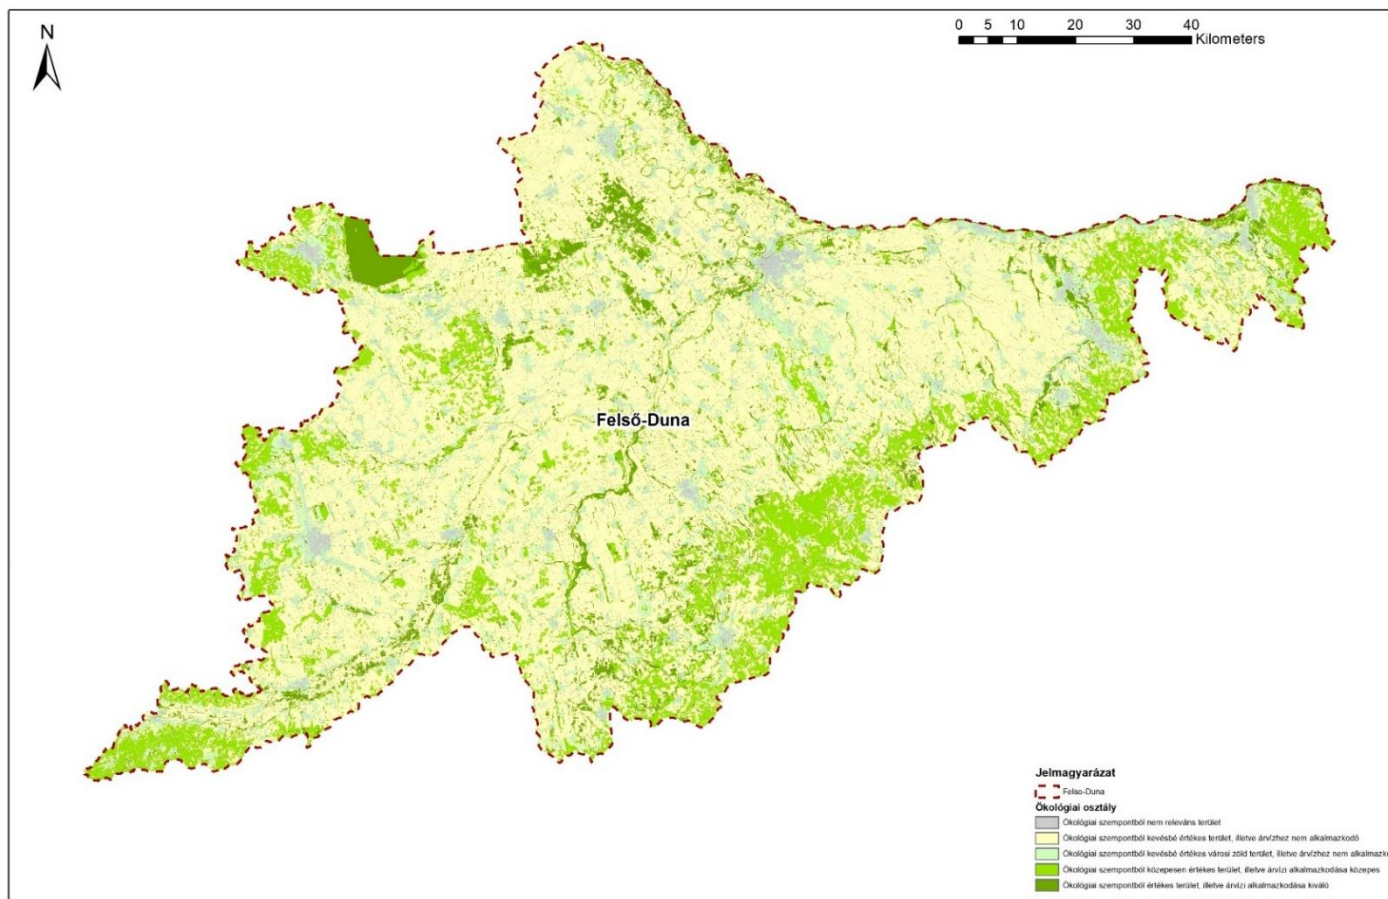 N
0 5 10 20 30 40
Kilometers
Felső-Duna
Jelmagyarázat
Felso-Duna
Ökológiai osztály
Ökológiai szempontból nem releváns terület
Ökológiai szempontból kevésbé értékes terület, illetve árvízhez nem alkalmazkodó
Ökológiai szempontból kevésbé értékes városi zöld terület, illetve árvízhez nem alkalmazko
Ökológiai szempontból közepesen értékes terület, illetve árvízi alkalmazkodása közepes
Ökológiai szempontból értékes terület, illetve árvízi alkalmazkodása kiváló